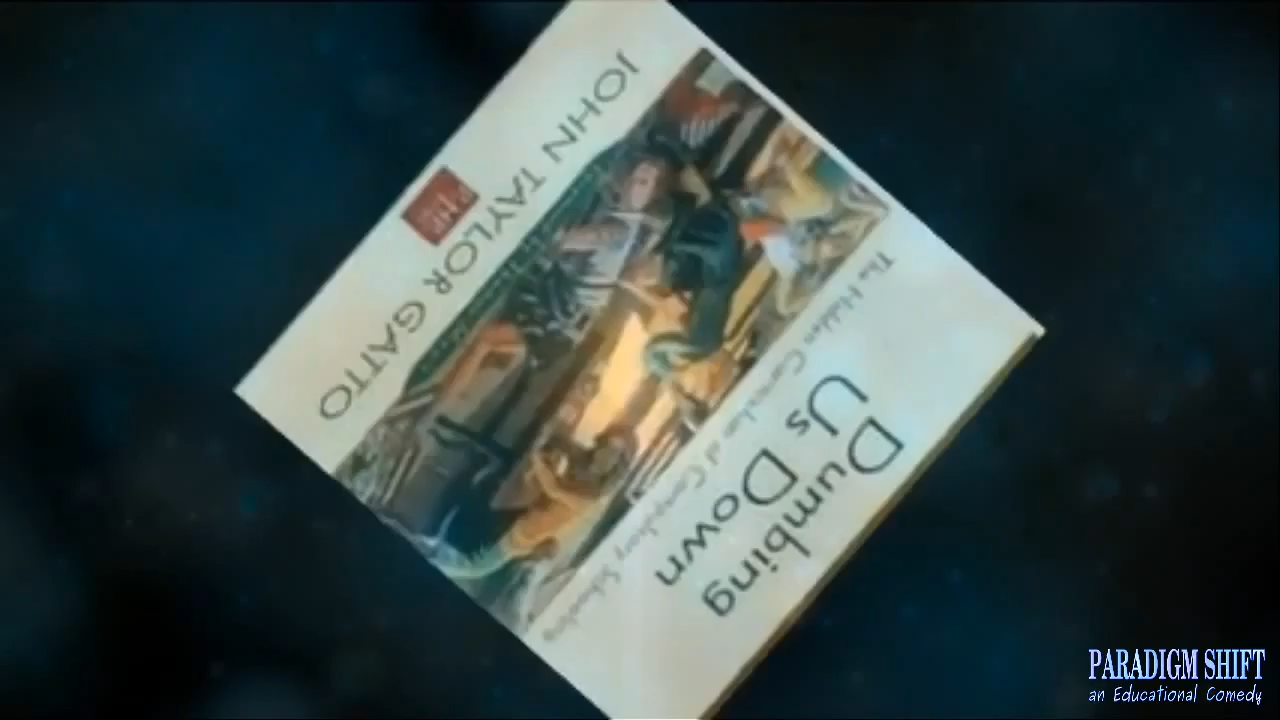 Dumbing
Us Down
The Hidden Curriculum of Compulsory Schooling
JOHN TAYLOR GATTO
PARADIGM SHIFT
an Educational Comedy